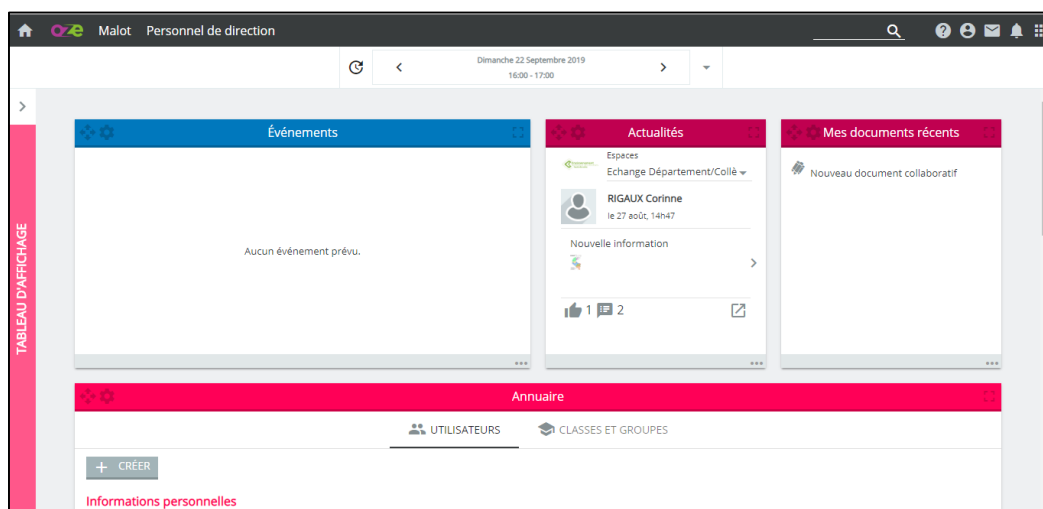 OZE Malot Personnel de direction
Dimanche 22 Septembre 2019
16:00 - 17:00
TABLEAU D'AFFICHAGE
Événements
Aucun événement prévu.
Actualités
Espaces
Echange Département/Collè
RIGAUX Corinne
le 27 août, 14h47
Nouvelle information
1 2
Mes documents récents
Nouveau document collaboratif
Annuaire
UTILISATEURS CLASSES ET GROUPES
+ CRÉER
Informations personnelles